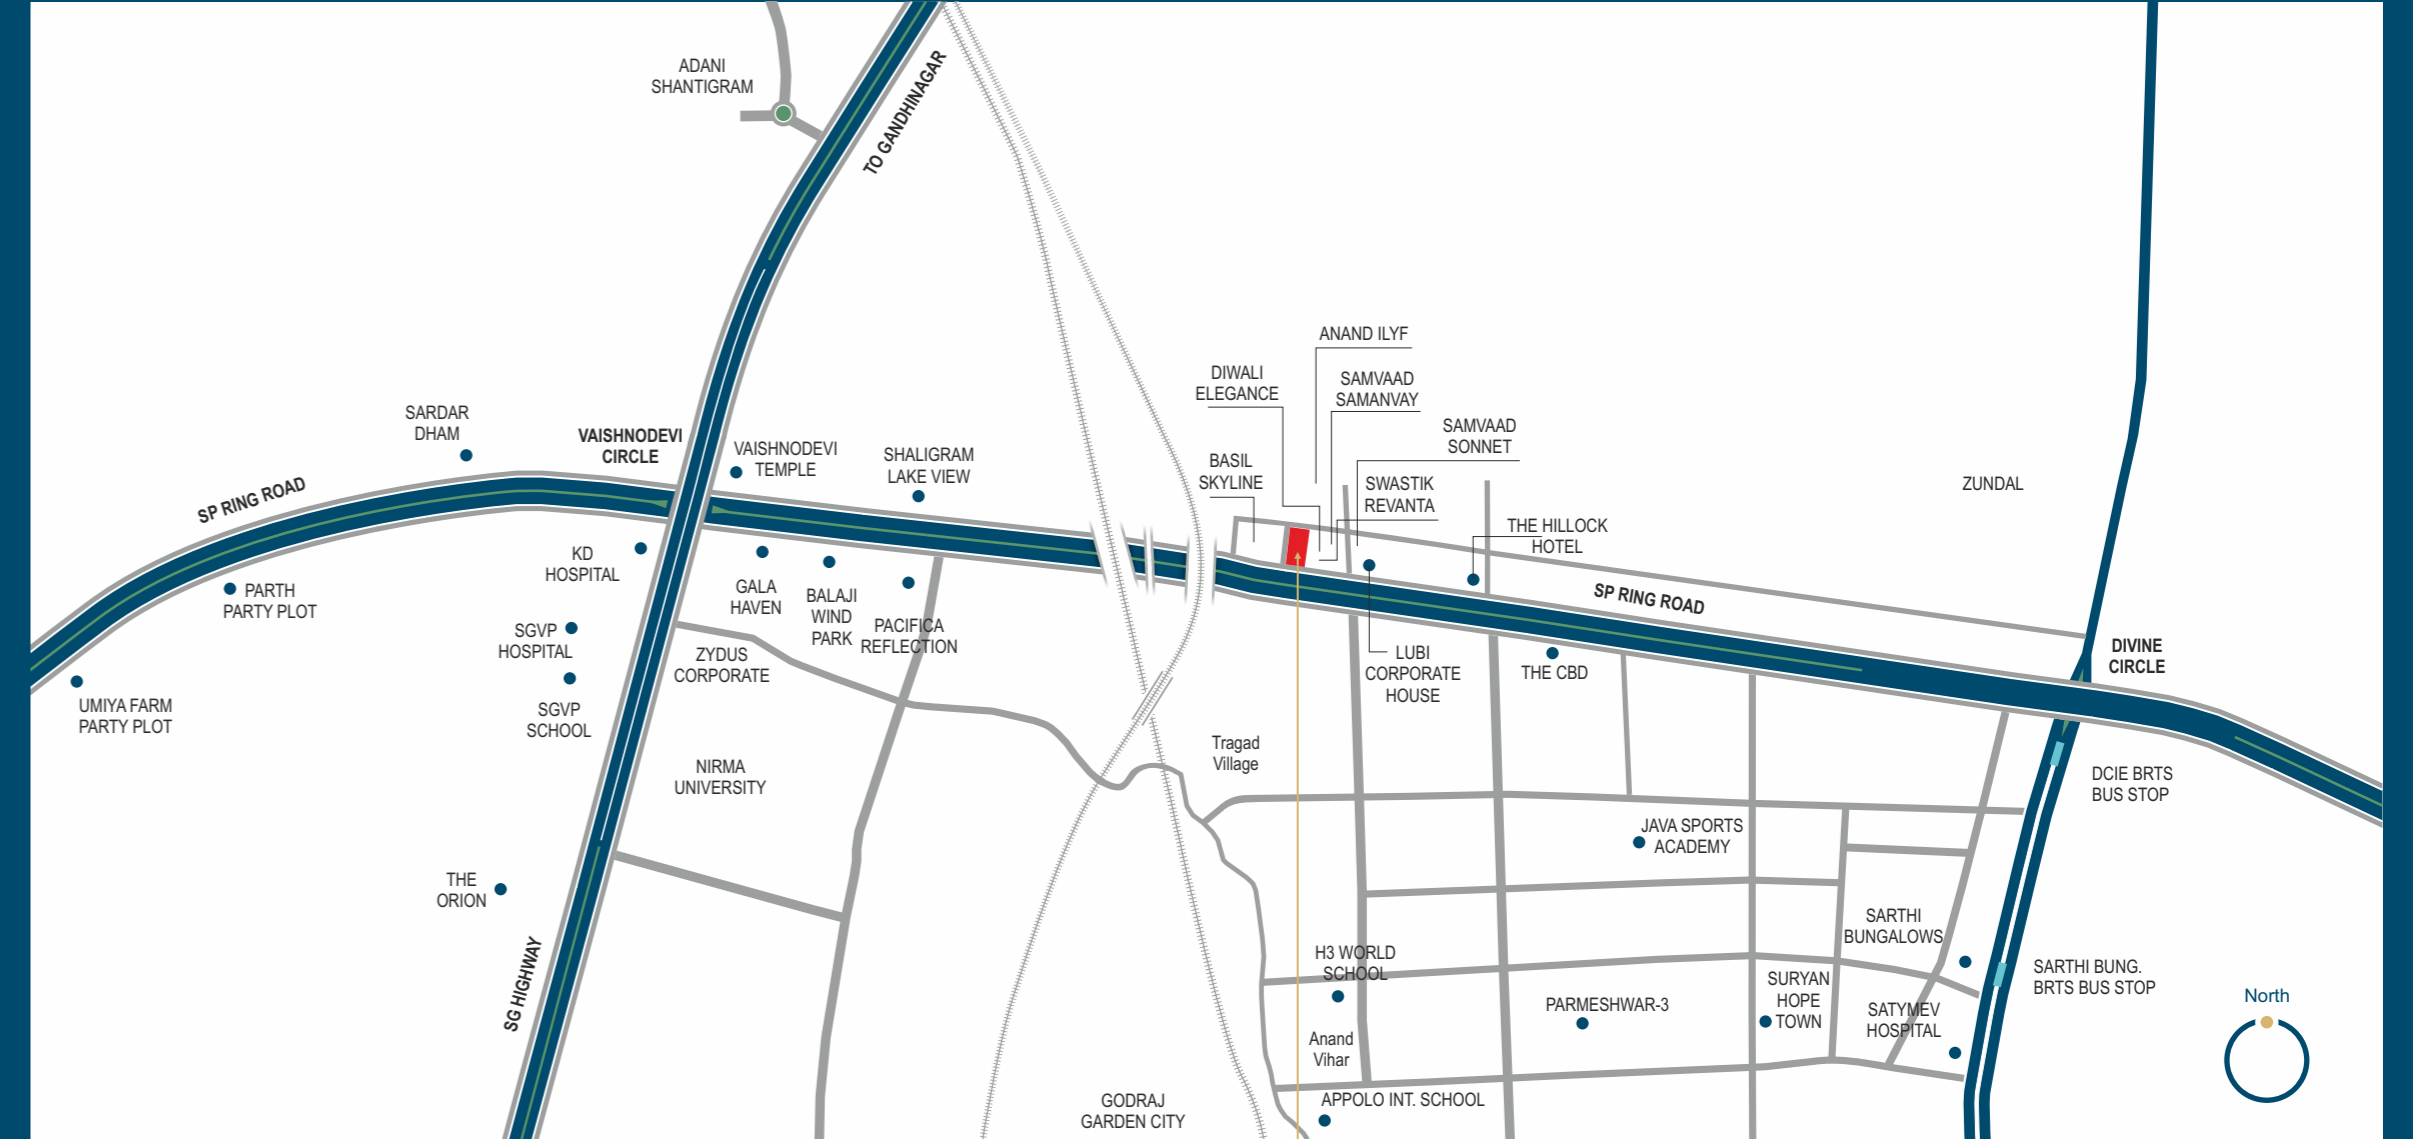 ADANI
SHANTIGRAM
TO GANDHINAGAR
ANAND ILYF
DIWALI
ELEGANCE
SAMVAAD
SAMANVAY
SARDAR
DHAM
VAISHNODEVI
CIRCLE
VAISHNODEVI
TEMPLE
SHALIGRAM
LAKE VIEW
BASIL
SKYLINE
SAMVAAD
SONNET
SWASTIK
REVANTA
ZUNDAL
SP RING ROAD
THE HILLOCK
HOTEL
KD
HOSPITAL
GALA
HAVEN
BALAJI
WIND
PARK
PACIFICA
REFLECTION
PARTH
PARTY PLOT
SP RING ROAD
SGVP
HOSPITAL
ZYDUS
CORPORATE
LUBI
CORPORATE
HOUSE
THE CBD
DIVINE
CIRCLE
UMIYA FARM
PARTY PLOT
SGVP
SCHOOL
NIRMA
UNIVERSITY
Tragad
Village
DCIE BRTS
BUS STOP
JAVA SPORTS
ACADEMY
THE
ORION
SG HIGHWAY
SARTHI
BUNGALOWS
H3 WORLD
SCHOOL
PARMESHWAR-3
SURYAN
HOPE
TOWN
SARTHI BUNG.
BRTS BUS STOP
SATYMEV
HOSPITAL
North
Anand
Vihar
GODRAJ
GARDEN CITY
APPOLO INT. SCHOOL